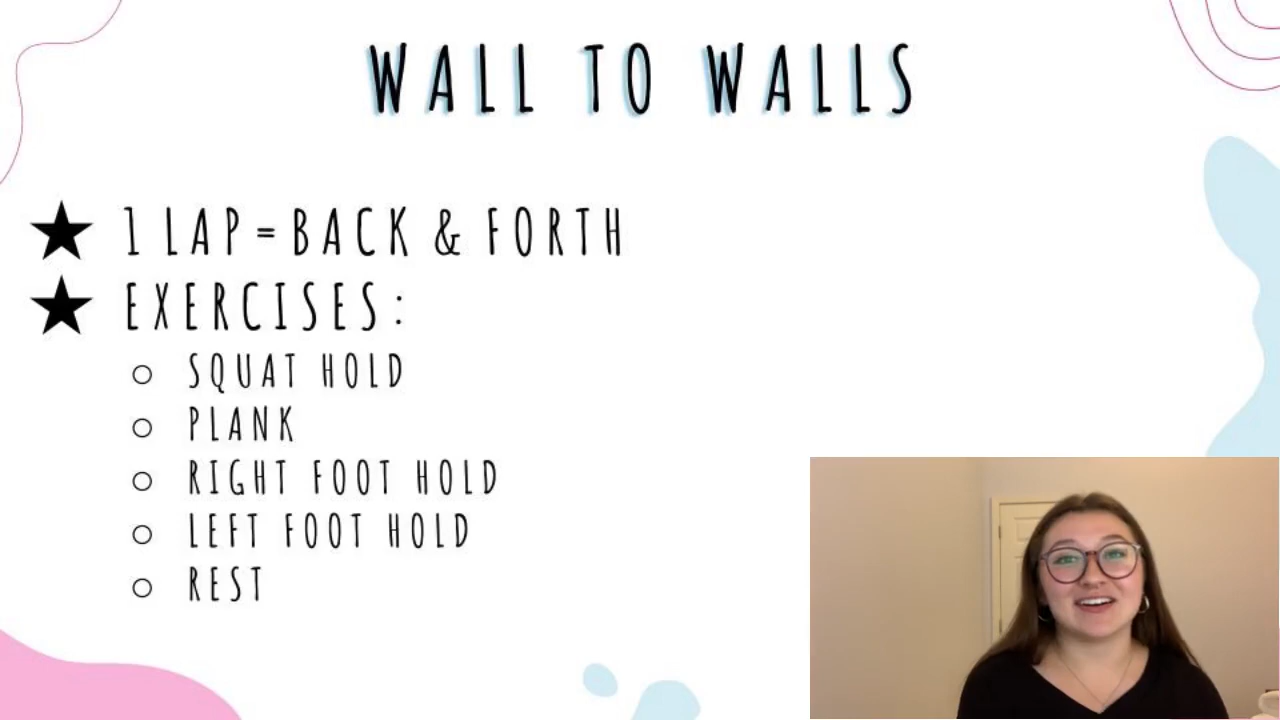 WALL TO WALLS
★ 1 LAP=BACK & FORTH
★ EXERCISES:
○ SQUAT HOLD
○ PLANK
○ RIGHT FOOT HOLD
○ LEFT FOOT HOLD
○ REST